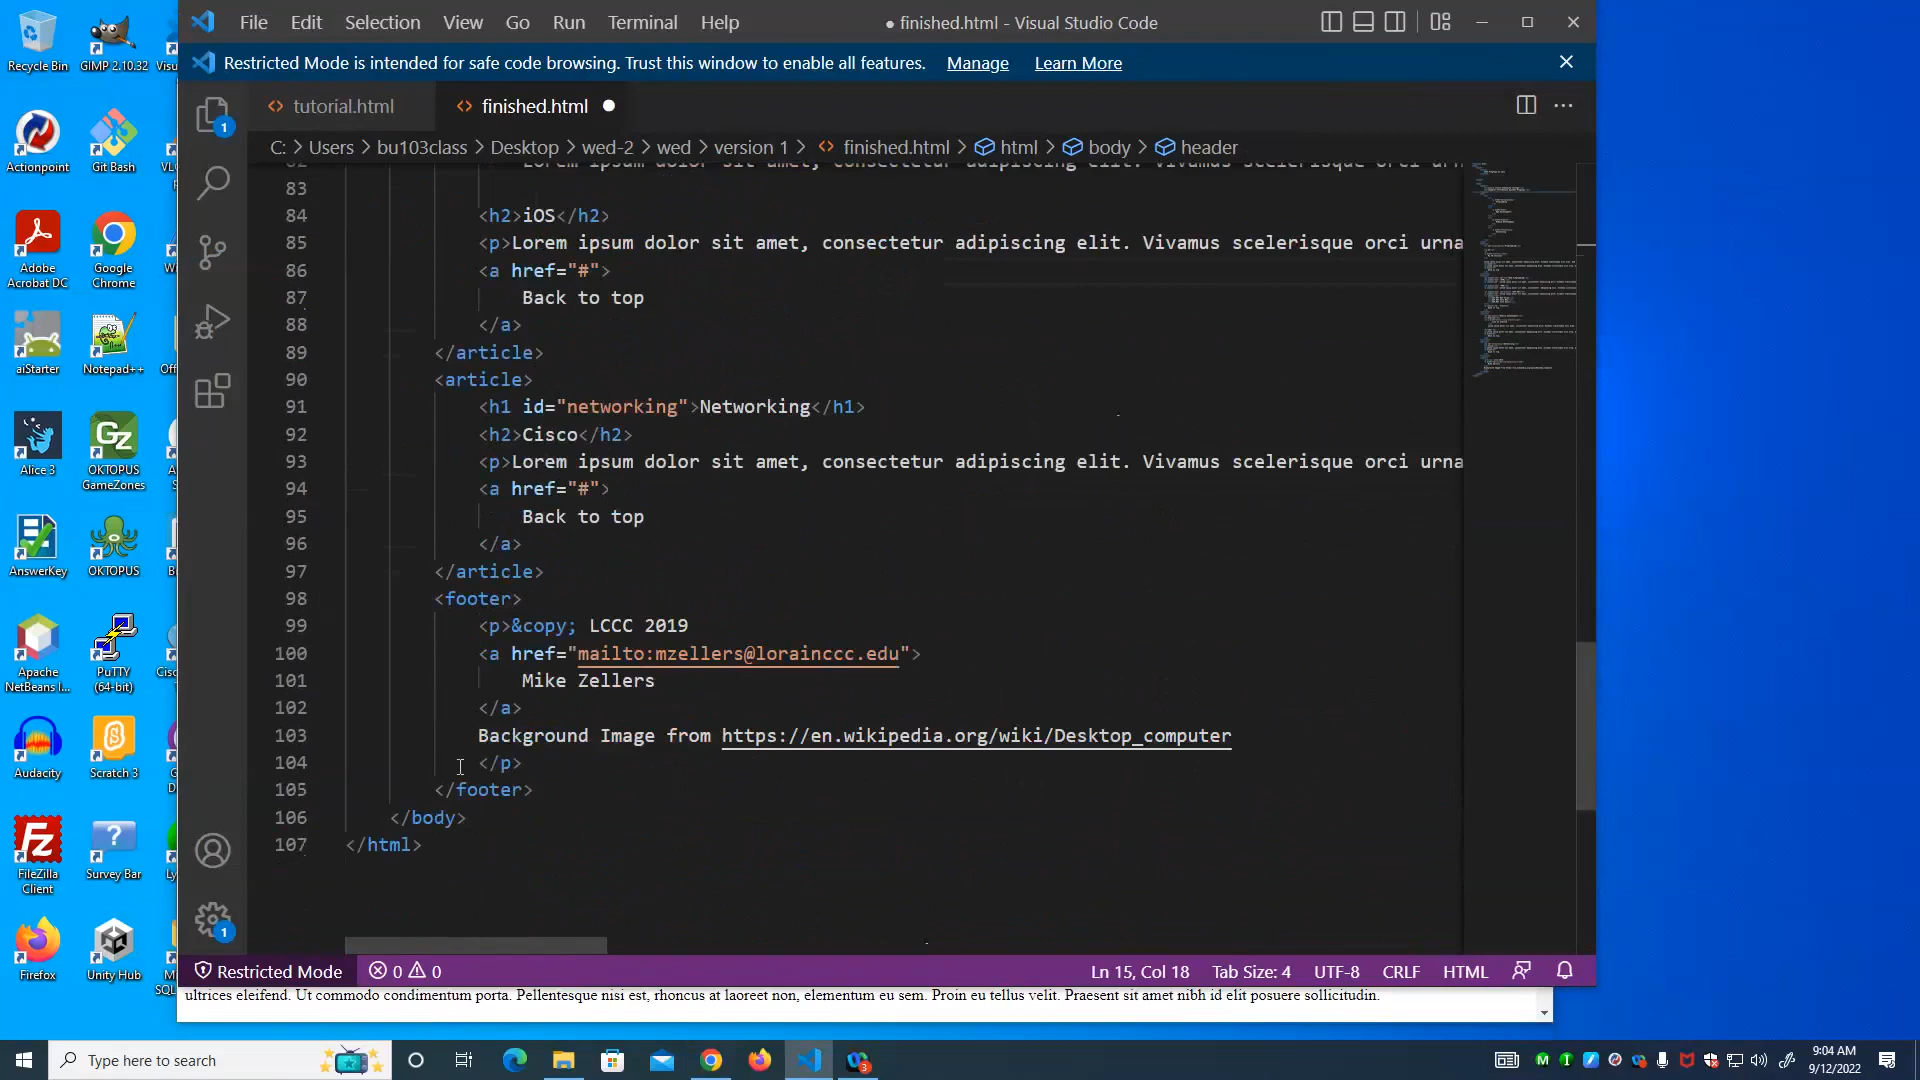 File Edit Selection View Go Run Terminal Help
● finished.html - Visual Studio Code
Restricted Mode is intended for safe code browsing. Trust this window to enable all features. Manage Learn More
tutorial.html
finished.html
C: > Users > bu103class > Desktop > wed-2 > wed > version 1 > finished.html > html > body > header
Lorem ipsum dolor sit amet, consectetur adipiscing elit. Vivamus scelerisque orci
83
84 <h2>iOS</h2>
85 <p>Lorem ipsum dolor sit amet, consectetur adipiscing elit. Vivamus scelerisque orci urna
86 <a href="#">
87 Back to top
88 </a>
89 </article>
90 <article>
91 <h1 id="networking">Networking</h1>
92 <h2>Cisco</h2>
93 <p>Lorem ipsum dolor sit amet, consectetur adipiscing elit. Vivamus scelerisque orci urna
94 <a href="#">
95 Back to top
96 </a>
97 </article>
98 <footer>
99 <p>&copy; LCCC 2019
100 <a href="mailto:mzellers@lorainccc.edu">
101 Mike Zellers
102 </a>
103 Background Image from https://en.wikipedia.org/wiki/Desktop_computer
104 </p>
105 </footer>
106 </body>
107 </html>
Restricted Mode 0 0
Ln 15, Col 18 Tab Size: 4 UTF-8 CRLF HTML
ultrices eleifend. Ut commodo condimentum porta. Pellentesque nisi est, rhoncus at laoreet non, elementum eu sem. Proin eu tellus velit. Praesent sit amet nibh id elit posuere sollicitudin.
Recycle Bin
GIMP 2.10.32
Actionpoint
Git Bash
Adobe Acrobat DC
Google Chrome
aiStarter
Notepad++
Alice 3
OKTOPUS GameZones
AnswerKey
OKTOPUS
Apache NetBeans I...
PuTTY (64-bit)
Audacity
Scratch 3
FileZilla Client
Survey Bar
Firefox
Unity Hub
Type here to search
9:04 AM
9/12/2022